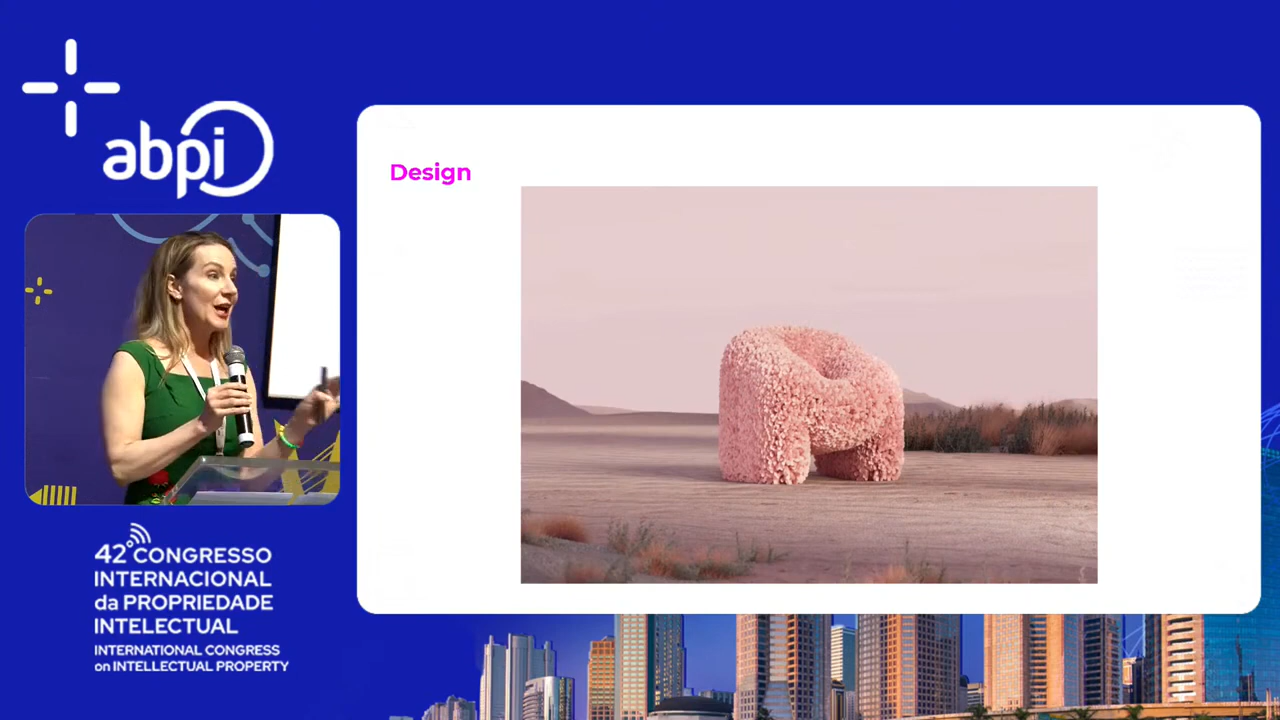 abpi
Design
42º CONGRESSO
INTERNACIONAL
da PROPRIEDADE
INTELECTUAL
INTERNATIONAL CONGRESS
on INTELLECTUAL PROPERTY